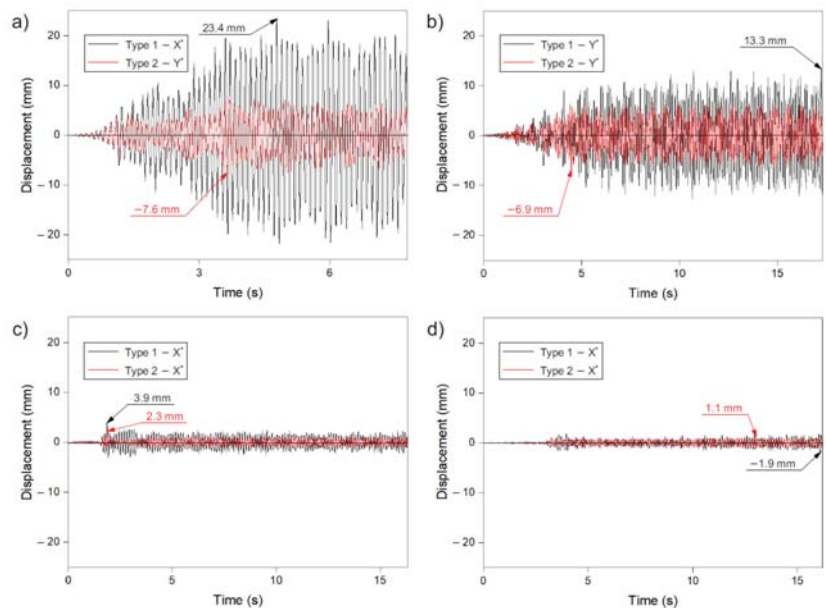 a)
Displacement (mm)
20
10
0
−10
−20
Type 1 − X*
Type 2 − Y*
23.4 mm
−7.6 mm
0 3 6
Time (s)
b)
Displacement (mm)
20
10
0
−10
−20
Type 1 − Y*
Type 2 − Y*
13.3 mm
−6.9 mm
0 5 10 15
Time (s)
c)
Displacement (mm)
20
10
0
−10
−20
Type 1 − X*
Type 2 − X*
3.9 mm
2.3 mm
0 5 10 15
Time (s)
d)
Displacement (mm)
20
10
0
−10
−20
Type 1 − X*
Type 2 − X*
1.1 mm
−1.9 mm
0 5 10 15
Time (s)